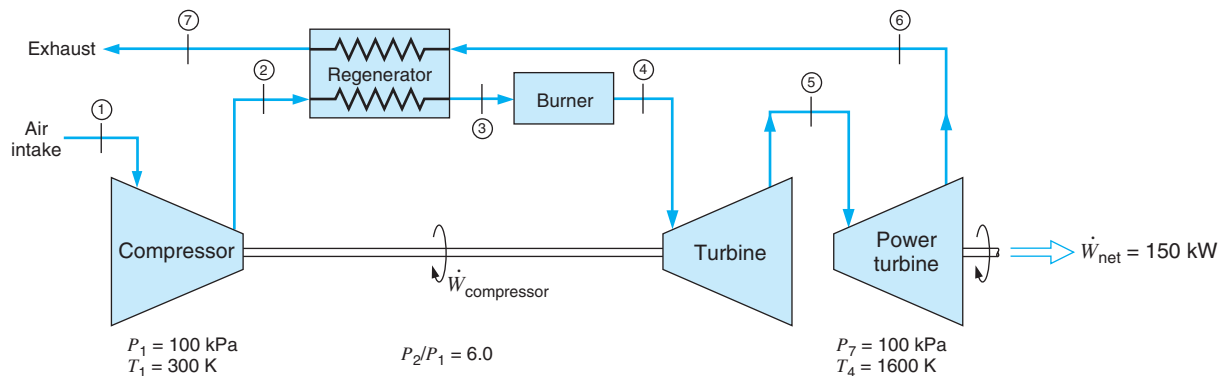 ⑦
⑥
Exhaust
②
Regenerator
④
⑤
①
Burner
③
Air
intake
Compressor
Turbine
Power
turbine
Ẇnet = 150 kW
Ẇcompressor
P1 = 100 kPa
T1 = 300 K
P2/P1 = 6.0
P7 = 100 kPa
T4 = 1600 K